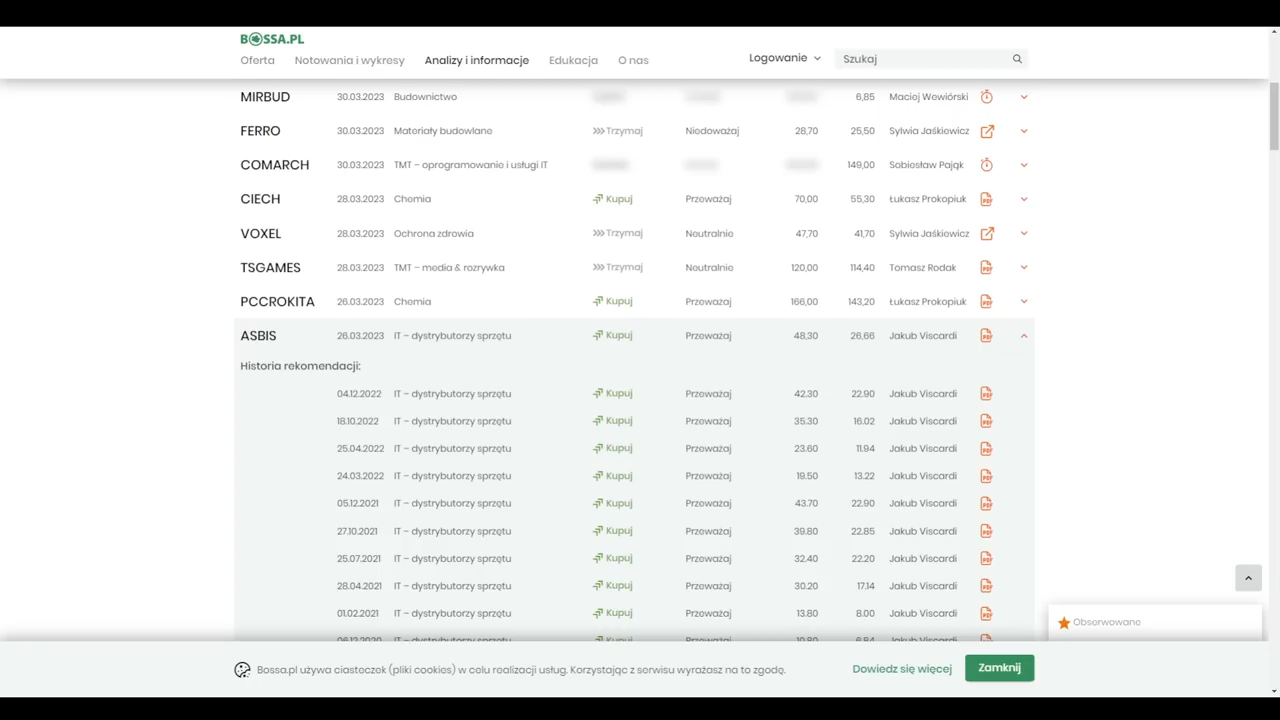 BOSSA.PL
Oferta Notowania i wykresy Analizy i informacje Edukacja O nas Logowanie Szukaj
MIRBUD 30.03.2023 Budownictwo 6,85 Maciej Wewiórski
FERRO 30.03.2023 Materiały budowlane Trzymaj Niedoważaj 28,70 25,50 Sylwia Jaśkiewicz
COMARCH 30.03.2023 TMT – oprogramowanie i usługi IT 149,00 Sobiesław Pająk
CIECH 28.03.2023 Chemia Kupuj Przeważaj 70,00 55,30 Łukasz Prokopiuk
VOXEL 28.03.2023 Ochrona zdrowia Trzymaj Neutralnie 47,70 41,70 Sylwia Jaśkiewicz
TSGAMES 28.03.2023 TMT – media & rozrywka Trzymaj Neutralnie 120,00 114,40 Tomasz Rodak
PCCROKITA 26.03.2023 Chemia Kupuj Przeważaj 166,00 143,20 Łukasz Prokopiuk
ASBIS 26.03.2023 IT – dystrybutorzy sprzętu Kupuj Przeważaj 48,30 26,66 Jakub Viscardi
Historia rekomendacji:
04.12.2022 IT – dystrybutorzy sprzętu Kupuj Przeważaj 42.30 22.90 Jakub Viscardi
18.10.2022 IT – dystrybutorzy sprzętu Kupuj Przeważaj 35.30 16.02 Jakub Viscardi
25.04.2022 IT – dystrybutorzy sprzętu Kupuj Przeważaj 23.60 11.94 Jakub Viscardi
24.03.2022 IT – dystrybutorzy sprzętu Kupuj Przeważaj 19.50 13.22 Jakub Viscardi
05.12.2021 IT – dystrybutorzy sprzętu Kupuj Przeważaj 43.70 22.90 Jakub Viscardi
27.10.2021 IT – dystrybutorzy sprzętu Kupuj Przeważaj 39.80 22.85 Jakub Viscardi
25.07.2021 IT – dystrybutorzy sprzętu Kupuj Przeważaj 32.40 22.20 Jakub Viscardi
28.04.2021 IT – dystrybutorzy sprzętu Kupuj Przeważaj 30.20 17.14 Jakub Viscardi
01.02.2021 IT – dystrybutorzy sprzętu Kupuj Przeważaj 13.80 8.00 Jakub Viscardi
Obserwowane
Bossa.pl używa ciasteczek (pliki cookies) w celu realizacji usług. Korzystając z serwisu wyrażasz na to zgodę. Dowiedz się więcej Zamknij